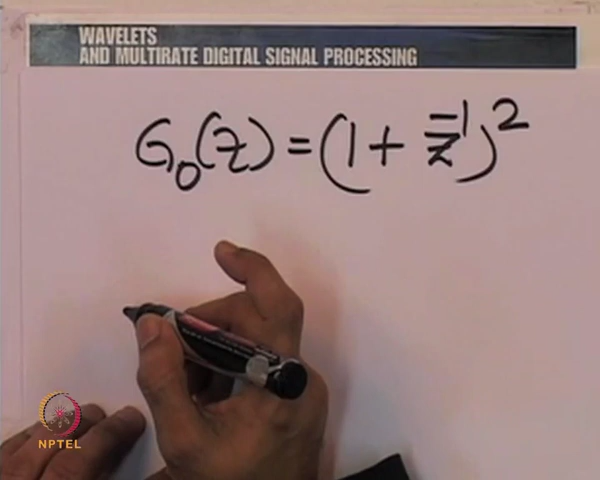 WAVELETS
AND MULTIRATE DIGITAL SIGNAL PROCESSING
G₀(z) = (1 + z⁻¹)²
NPTEL